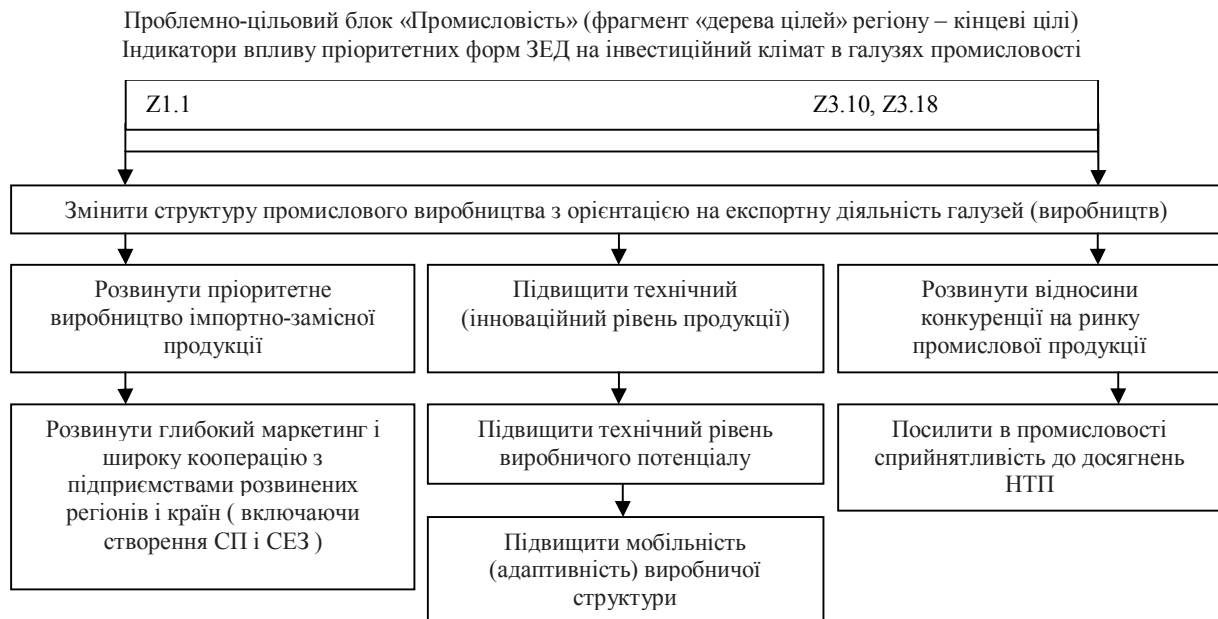 Проблемно-цільовий блок «Промисловість» (фрагмент «дерева цілей» регіону – кінцеві цілі)
Індикатори впливу пріоритетних форм ЗЕД на інвестиційний клімат в галузях промисловості
Z1.1
Z3.10, Z3.18
Змінити структуру промислового виробництва з орієнтацією на експортну діяльність галузей (виробництв)
Розвинути пріоритетне
виробництво імпортно-замісної
продукції
Підвищити технічний
(інноваційний рівень продукції)
Розвинути відносини
конкуренції на ринку
промислової продукції
Розвинути глибокий маркетинг і
широку кооперацію з
підприємствами розвинених
регіонів і країн ( включаючи
створення СП і СЕЗ )
Підвищити технічний рівень
виробничого потенціалу
Посилити в промисловості
сприйнятливість до досягнень
НТП
Підвищити мобільність
(адаптивність) виробничої
структури